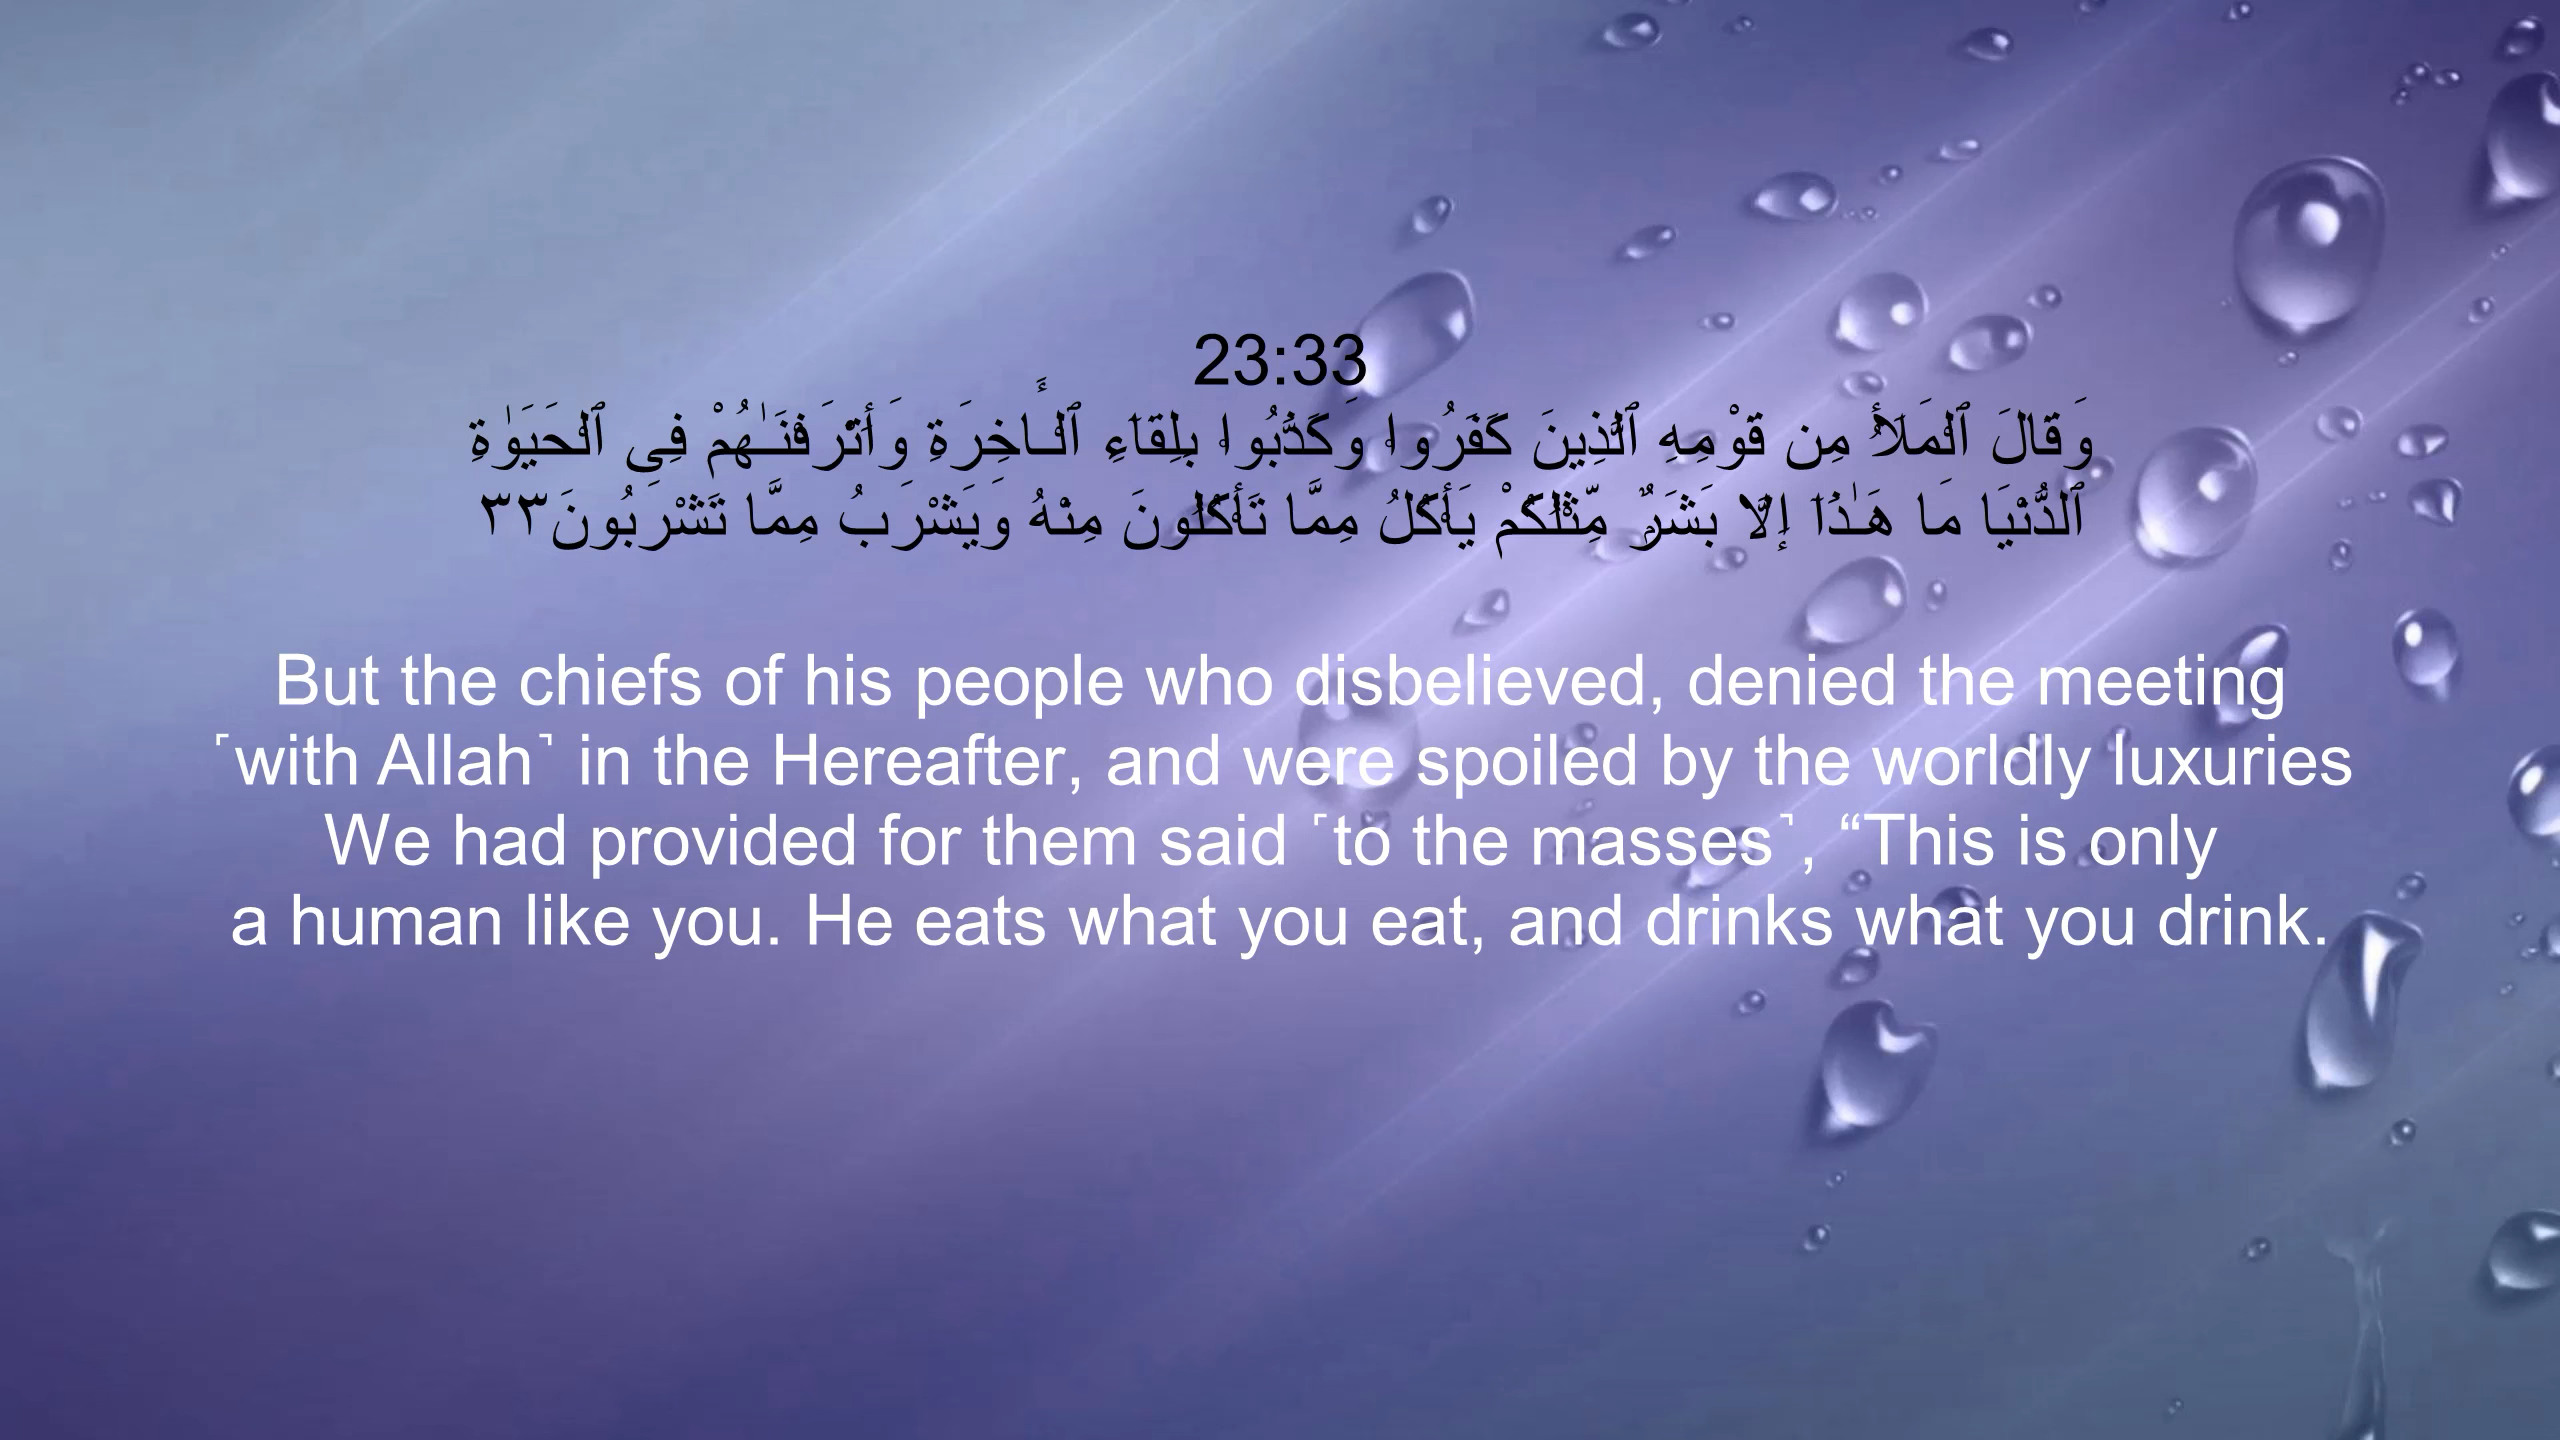 23:33
وَقَالَ ٱلْمَلَأُ مِن قَوْمِهِ ٱلَّذِينَ كَفَرُوا۟ وَكَذَّبُوا۟ بِلِقَآءِ ٱلْـَٔاخِرَةِ وَأَتْرَفْنَـٰهُمْ فِى ٱلْحَيَوٰةِ
ٱلدُّنْيَا مَا هَـٰذَآ إِلَّا بَشَرٌ مِّثْلُكُمْ يَأْكُلُ مِمَّا تَأْكُلُونَ مِنْهُ وَيَشْرَبُ مِمَّا تَشْرَبُونَ٣٣
But the chiefs of his people who disbelieved, denied the meeting
˹with Allah˺ in the Hereafter, and were spoiled by the worldly luxuries
We had provided for them said ˹to the masses˺, “This is only
a human like you. He eats what you eat, and drinks what you drink.